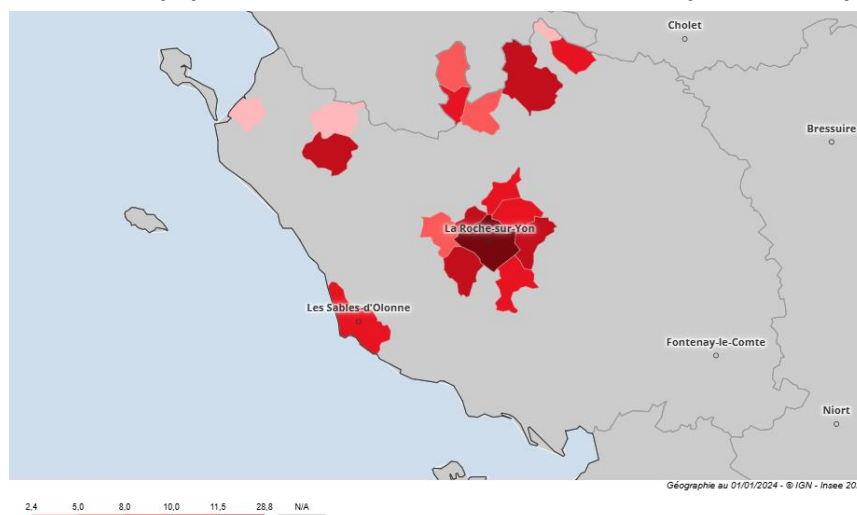 Cholet
Bressuire
La Roche-sur-Yon
Les Sables-d'Olonne
Fontenay-le-Comte
Niort
Géographie au 01/01/2024 - © IGN - Insee 20
2,4 5,0 8,0 10,0 11,5 28,8 N/A